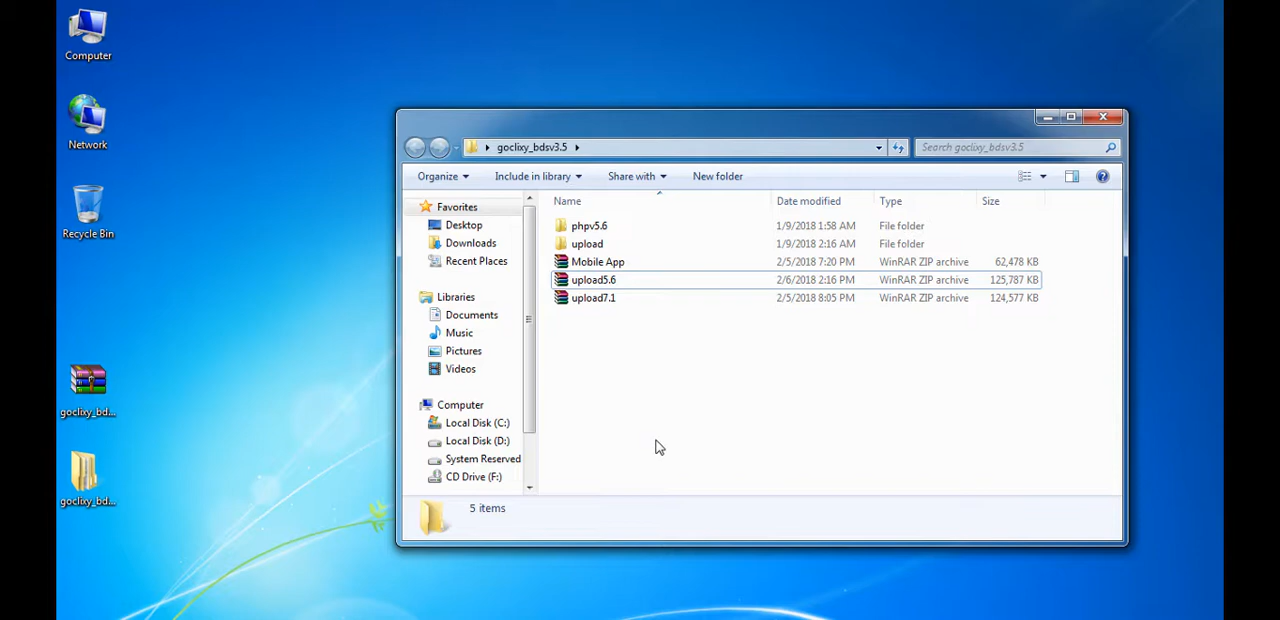 Computer
Network
Recycle Bin
goclixy_bd...
goclixy_bd...
goclixy_bdsv3.5
Search goclixy_bdsv3.5
Organize Include in library Share with New folder
Favorites
Desktop
Downloads
Recent Places
Libraries
Documents
Music
Pictures
Videos
Computer
Local Disk (C:)
Local Disk (D:)
System Reserved
CD Drive (F:)
Name Date modified Type Size
phpv5.6 1/9/2018 1:58 AM File folder
upload 1/9/2018 2:16 AM File folder
Mobile App 2/5/2018 7:20 PM WinRAR ZIP archive 62,478 KB
upload5.6 2/6/2018 2:16 PM WinRAR ZIP archive 125,787 KB
upload7.1 2/5/2018 8:05 PM WinRAR ZIP archive 124,577 KB
5 items